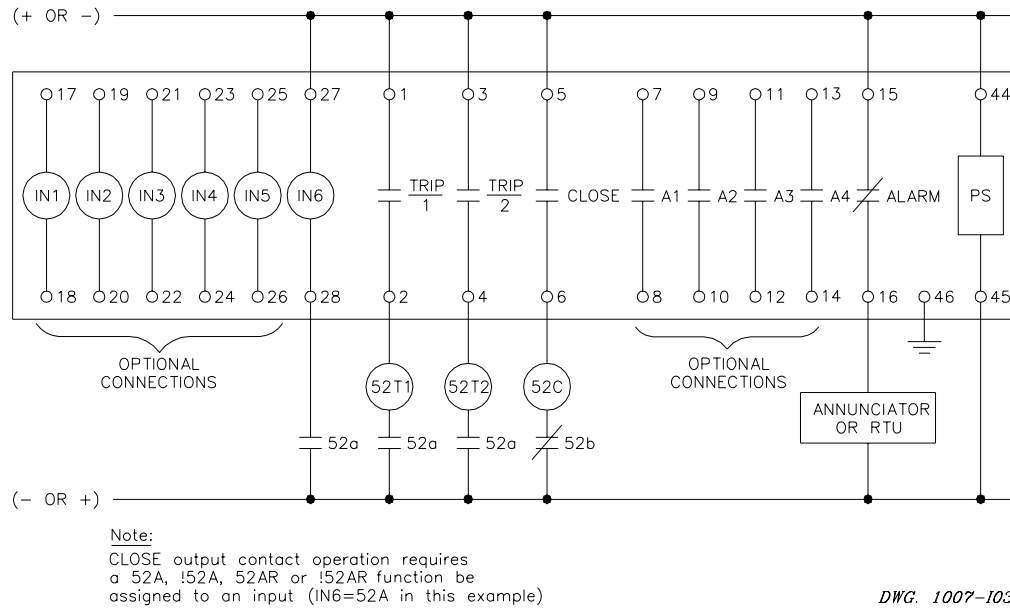 (+ OR -)
17 19 21 23 25 27 1 3 5 7 9 11 13 15 44
IN1 IN2 IN3 IN4 IN5 IN6 TRIP 1 TRIP 2 CLOSE A1 A2 A3 A4 ALARM PS
18 20 22 24 26 28 2 4 6 8 10 12 14 16 46 45
OPTIONAL
CONNECTIONS
OPTIONAL
CONNECTIONS
52T1 52T2 52C
ANNUNCIATOR
OR RTU
52a 52a 52a 52b
(- OR +)
Note:
CLOSE output contact operation requires
a 52A, !52A, 52AR or !52AR function be
assigned to an input (IN6=52A in this example)
DWG. 1007-I03